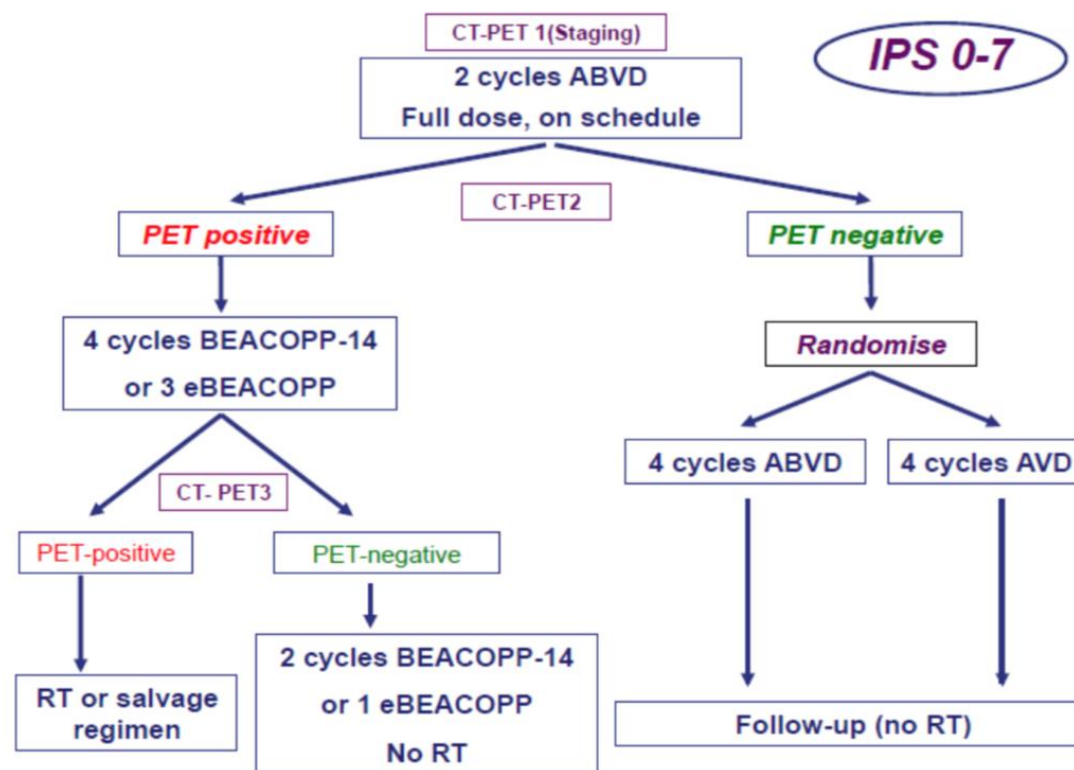 CT-PET 1(Staging)
IPS 0-7
2 cycles ABVD
Full dose, on schedule
CT-PET2
PET positive
PET negative
4 cycles BEACOPP-14
or 3 eBEACOPP
Randomise
4 cycles ABVD
4 cycles AVD
CT- PET3
PET-positive
PET-negative
RT or salvage
regimen
2 cycles BEACOPP-14
or 1 eBEACOPP
No RT
Follow-up (no RT)